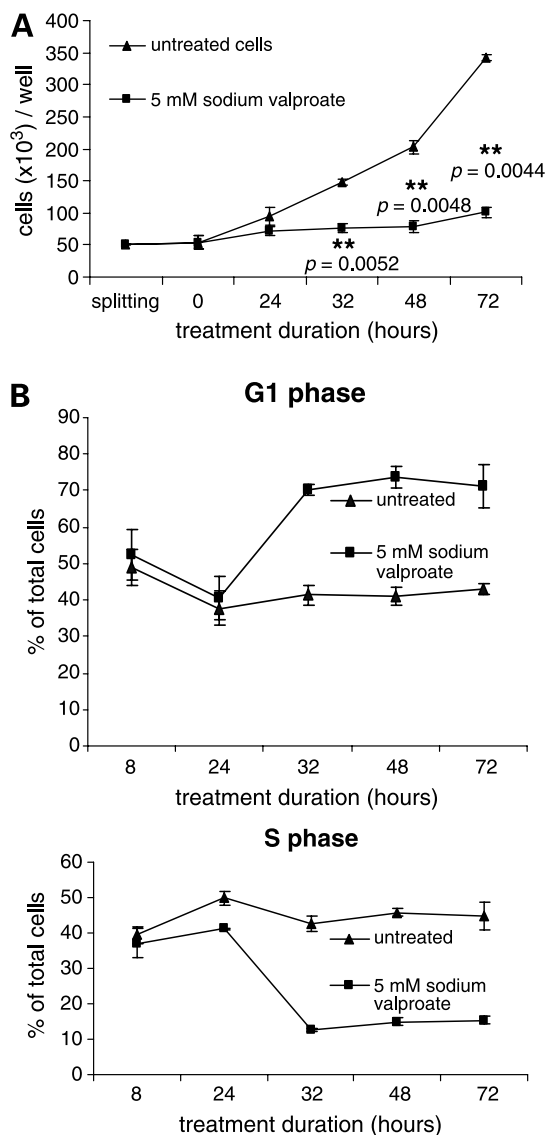 A
400
350
300
250
200
150
100
50
0
cells (x10³) / well
untreated cells
5 mM sodium valproate
**
p = 0.0052
**
p = 0.0048
**
p = 0.0044
splitting 0 24 32 48 72
treatment duration (hours)
B
G1 phase
90
80
70
60
50
40
30
20
10
0
% of total cells
untreated
5 mM sodium
valproate
8 24 32 48 72
treatment duration (hours)
S phase
60
50
40
30
20
10
0
% of total cells
untreated
5 mM sodium
valproate
8 24 32 48 72
treatment duration (hours)